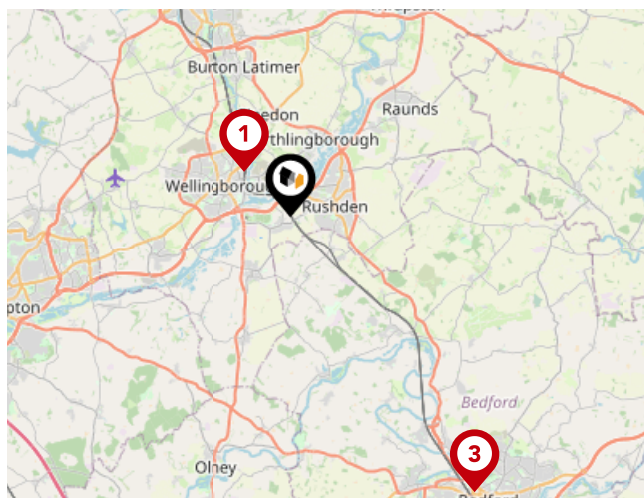 Burton Latimer
Raunds
1
Wellingborough
Rushden
Bedford
Olney
3